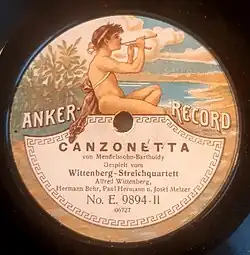 ANKER-RECORD
CANZONETTA
von Mendelssohn-Bartholdy
Gespielt vom
Wittenberg-Streichquartett
Alfred Wittenberg,
Hermann Behr, Paul Hermann u. Josef Melzer
No. E. 9894-II
06727